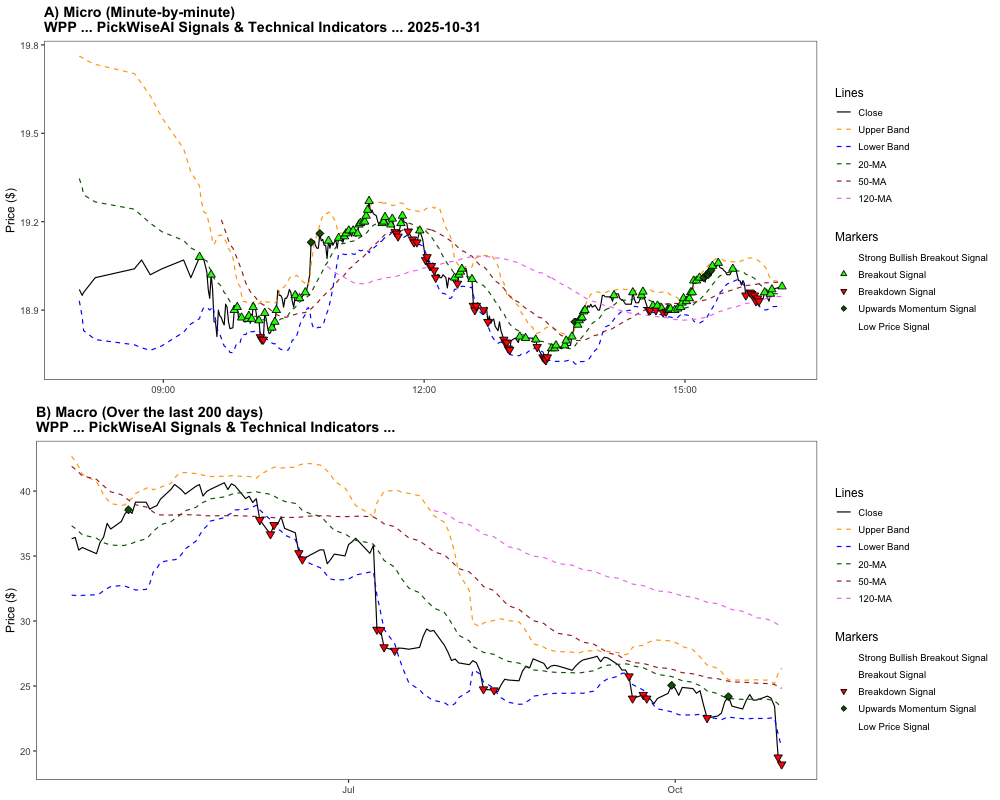 A) Micro (Minute-by-minute)
WPP ... PickWiseAI Signals & Technical Indicators ... 2025-10-31
Price ($)
19.8
19.5
19.2
18.9
09:00
12:00
15:00
Lines
Close
Upper Band
Lower Band
20-MA
50-MA
120-MA
Markers
Strong Bullish Breakout Signal
Breakout Signal
Breakdown Signal
Upwards Momentum Signal
Low Price Signal
B) Macro (Over the last 200 days)
WPP ... PickWiseAI Signals & Technical Indicators ...
Price ($)
40
35
30
25
20
Jul
Oct
Lines
Close
Upper Band
Lower Band
20-MA
50-MA
120-MA
Markers
Strong Bullish Breakout Signal
Breakout Signal
Breakdown Signal
Upwards Momentum Signal
Low Price Signal